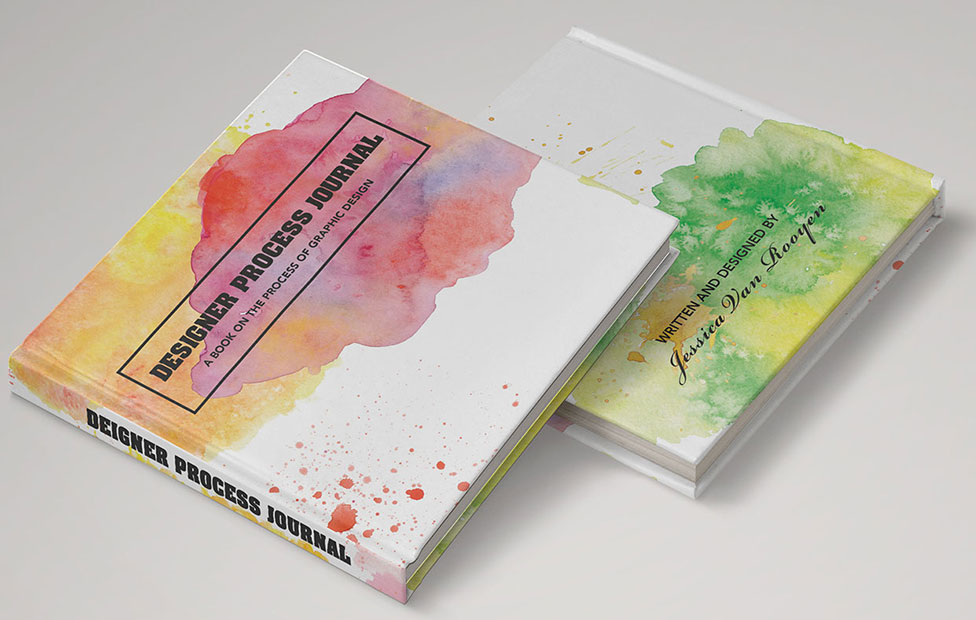 DESIGNER PROCESS JOURNAL
A BOOK ON THE PROCESS OF GRAPHIC DESIGN
DEIGNER PROCESS JOURNAL
WRITTEN AND DESIGNED BY
Jessica Van Rooyen